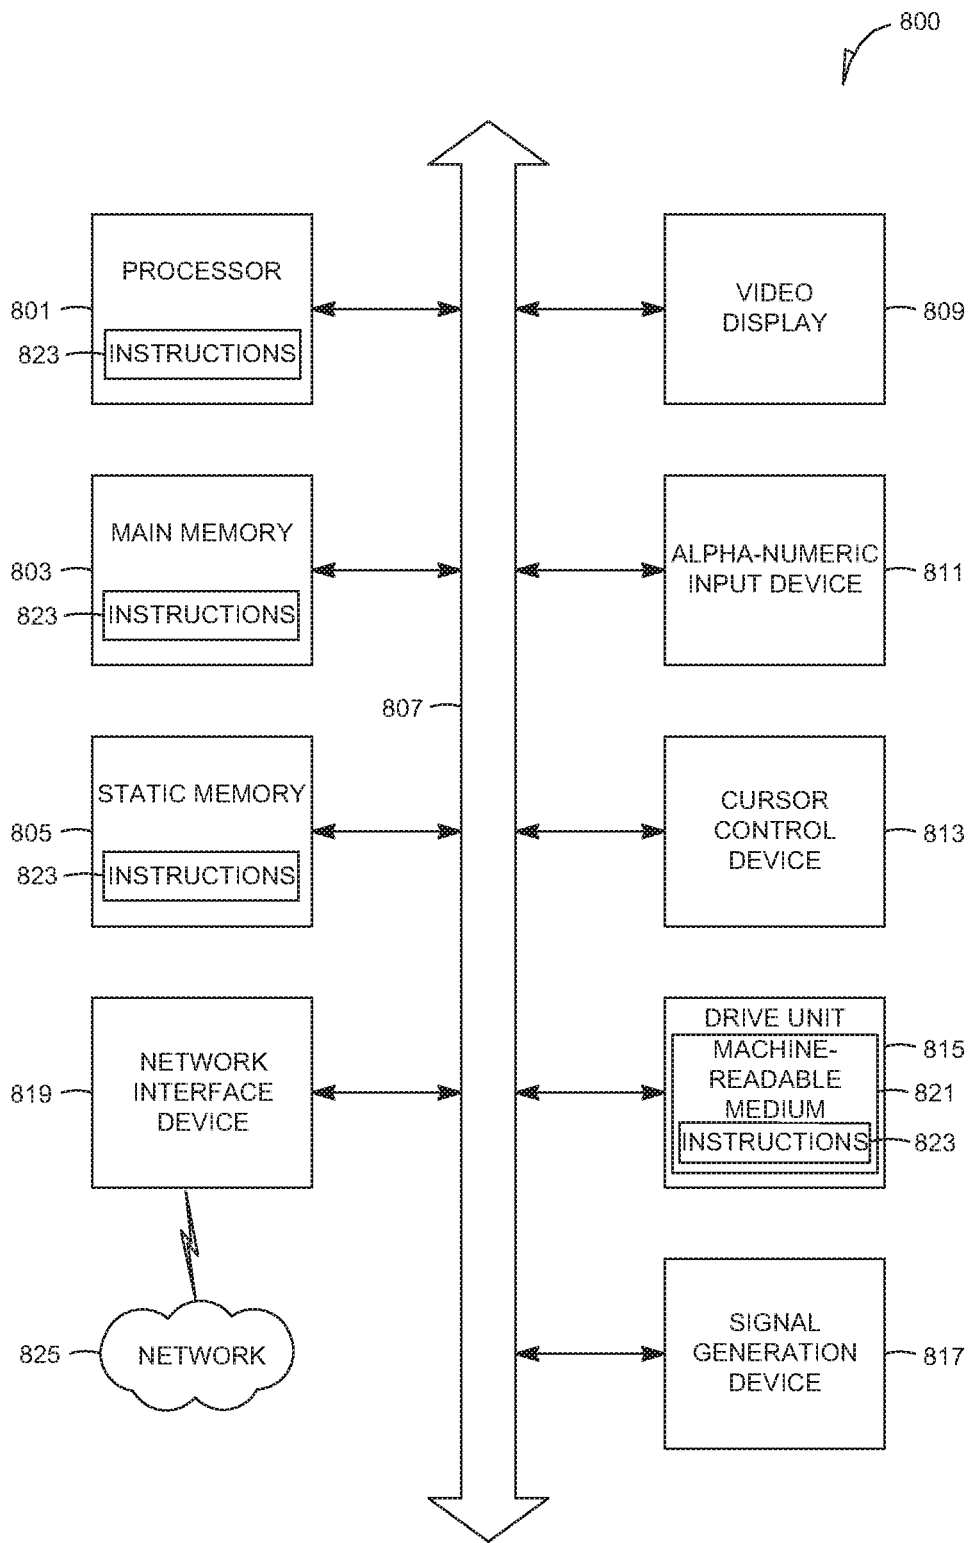 800
PROCESSOR
801
823
INSTRUCTIONS
VIDEO
DISPLAY
809
MAIN MEMORY
803
823
INSTRUCTIONS
ALPHA-NUMERIC
INPUT DEVICE
811
807
STATIC MEMORY
805
823
INSTRUCTIONS
CURSOR
CONTROL
DEVICE
813
NETWORK
INTERFACE
DEVICE
819
DRIVE UNIT
815
MACHINE-
READABLE
MEDIUM
821
INSTRUCTIONS
823
825
NETWORK
SIGNAL
GENERATION
DEVICE
817